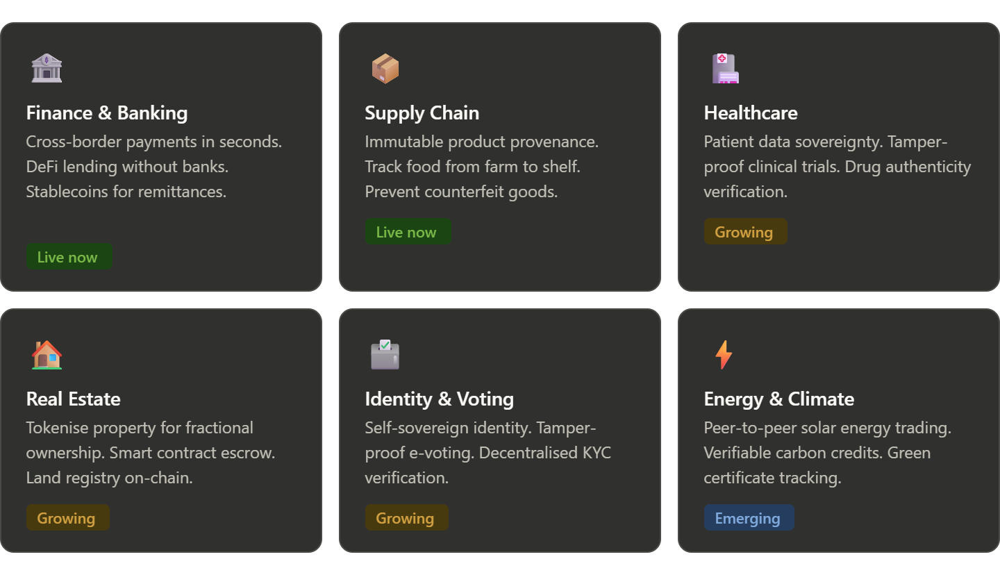 Finance & Banking
Cross-border payments in seconds.
DeFi lending without banks.
Stablecoins for remittances.
Live now
Supply Chain
Immutable product provenance.
Track food from farm to shelf.
Prevent counterfeit goods.
Live now
Healthcare
Patient data sovereignty. Tamper-
proof clinical trials. Drug authenticity
verification.
Growing
Real Estate
Tokenise property for fractional
ownership. Smart contract escrow.
Land registry on-chain.
Growing
Identity & Voting
Self-sovereign identity. Tamper-
proof e-voting. Decentralised KYC
verification.
Growing
Energy & Climate
Peer-to-peer solar energy trading.
Verifiable carbon credits. Green
certificate tracking.
Emerging